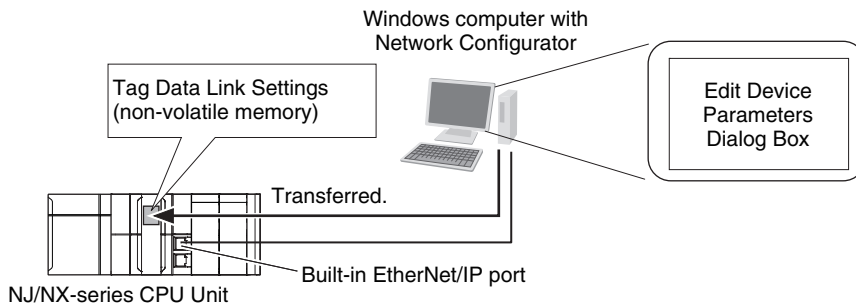 Windows computer with
Network Configurator
Tag Data Link Settings
(non-volatile memory)
Edit Device
Parameters
Dialog Box
Transferred.
Built-in EtherNet/IP port
NJ/NX-series CPU Unit